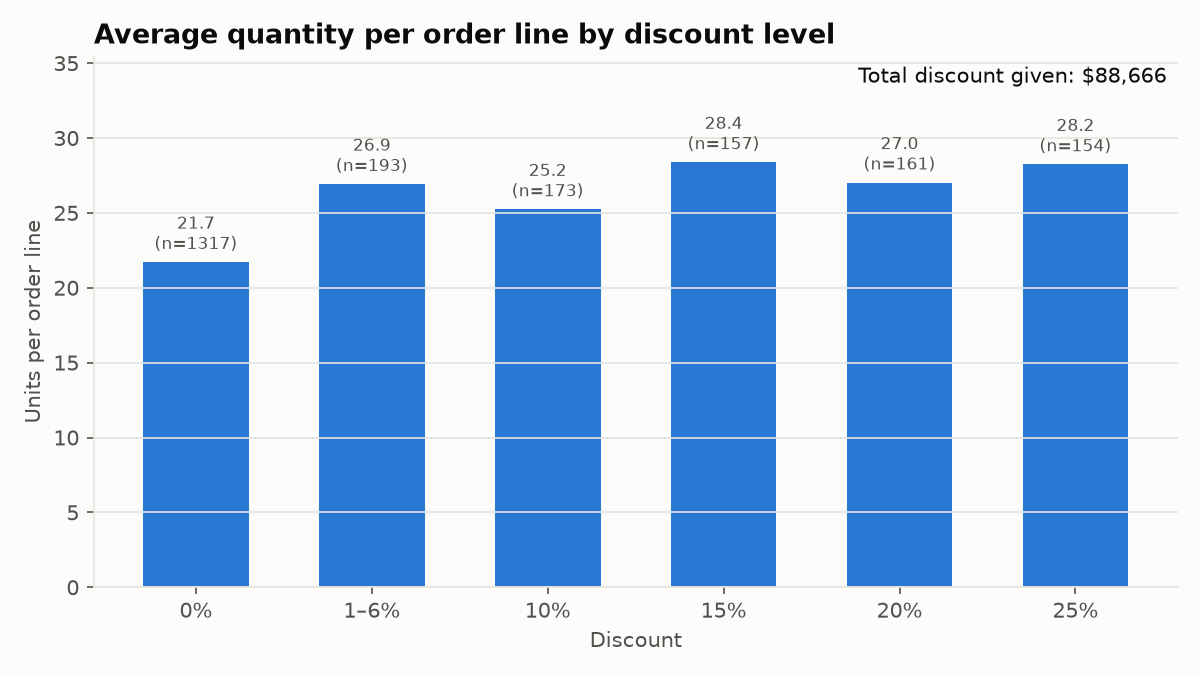 Average quantity per order line by discount level
Total discount given: $88,666
Units per order line
35
30
25
20
15
10
5
0
21.7
(n=1317)
26.9
(n=193)
25.2
(n=173)
28.4
(n=157)
27.0
(n=161)
28.2
(n=154)
0%
1–6%
10%
15%
20%
25%
Discount